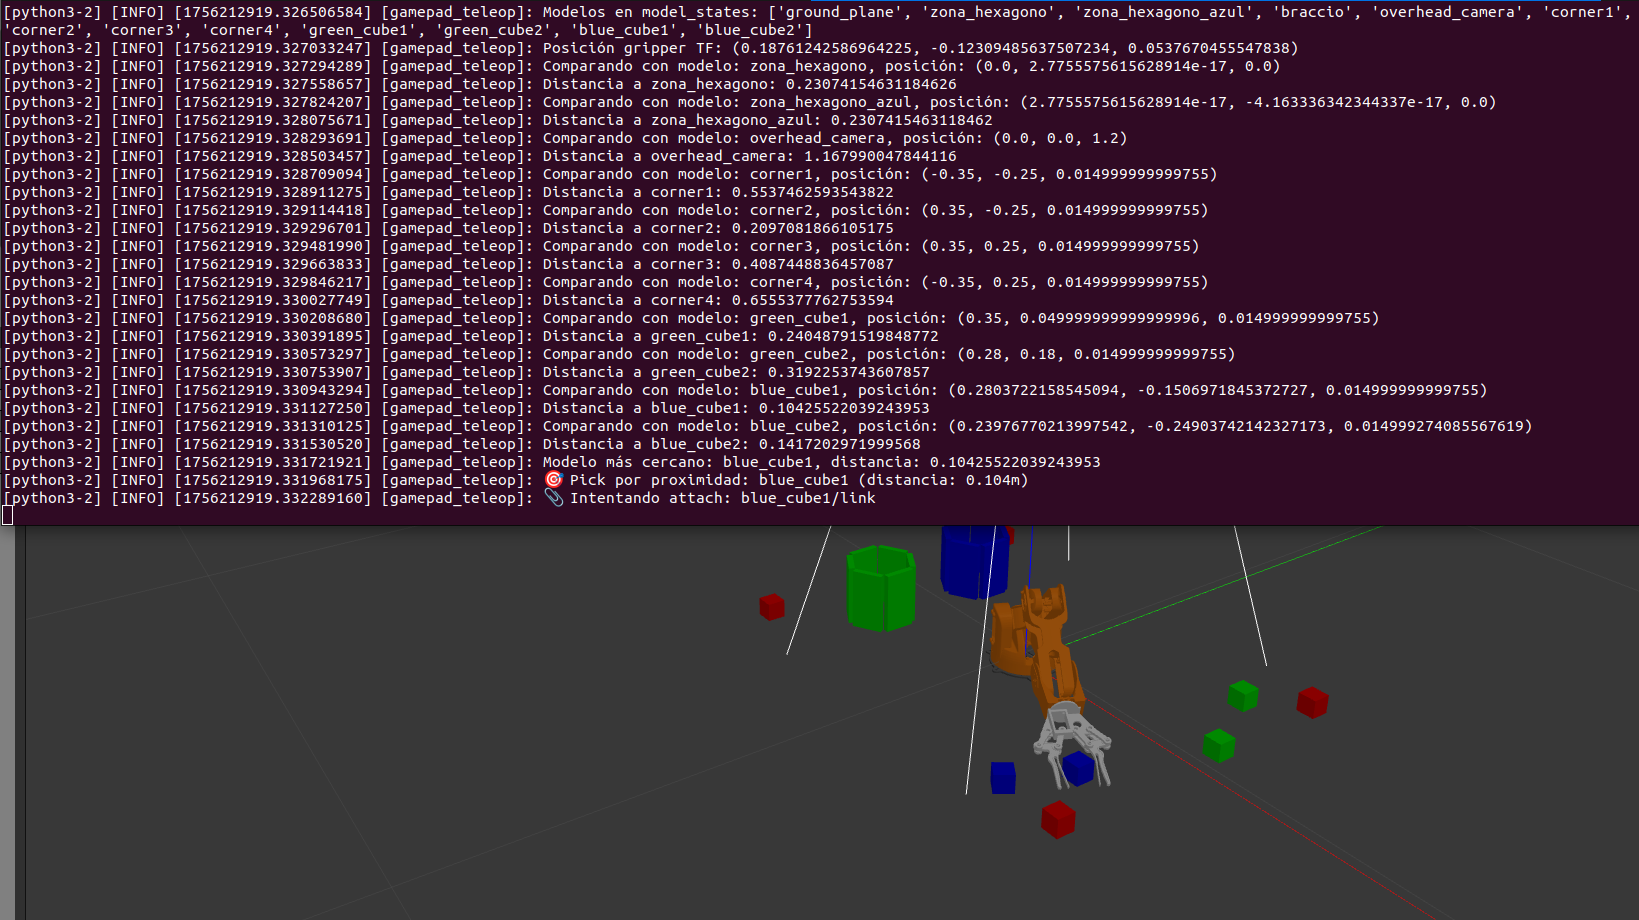 [python3-2] [INFO] [1756212919.326506584] [gamepad_teleop]: Modelos en model_states: ['ground_plane', 'zona_hexagono', 'zona_hexagono_azul', 'braccio', 'overhead_camera', 'corner1',
'corner2', 'corner3', 'corner4', 'green_cube1', 'green_cube2', 'blue_cube1', 'blue_cube2']
[python3-2] [INFO] [1756212919.327033247] [gamepad_teleop]: Posición gripper TF: (0.18761242586964225, -0.12309485637507234, 0.0537670455547838)
[python3-2] [INFO] [1756212919.327294289] [gamepad_teleop]: Comparando con modelo: zona_hexagono, posición: (0.0, 2.7755575615628914e-17, 0.0)
[python3-2] [INFO] [1756212919.327558657] [gamepad_teleop]: Distancia a zona_hexagono: 0.23074154631184626
[python3-2] [INFO] [1756212919.327824207] [gamepad_teleop]: Comparando con modelo: zona_hexagono_azul, posición: (2.7755575615628914e-17, -4.163336342344337e-17, 0.0)
[python3-2] [INFO] [1756212919.328075671] [gamepad_teleop]: Distancia a zona_hexagono_azul: 0.2307415463118462
[python3-2] [INFO] [1756212919.328293691] [gamepad_teleop]: Comparando con modelo: overhead_camera, posición: (0.0, 0.0, 1.2)
[python3-2] [INFO] [1756212919.328503457] [gamepad_teleop]: Distancia a overhead_camera: 1.167990047844116
[python3-2] [INFO] [1756212919.328709094] [gamepad_teleop]: Comparando con modelo: corner1, posición: (-0.35, -0.25, 0.014999999999755)
[python3-2] [INFO] [1756212919.328911275] [gamepad_teleop]: Distancia a corner1: 0.5537462593543822
[python3-2] [INFO] [1756212919.329114418] [gamepad_teleop]: Comparando con modelo: corner2, posición: (0.35, -0.25, 0.014999999999755)
[python3-2] [INFO] [1756212919.329296701] [gamepad_teleop]: Distancia a corner2: 0.2097081866105175
[python3-2] [INFO] [1756212919.329481990] [gamepad_teleop]: Comparando con modelo: corner3, posición: (0.35, 0.25, 0.014999999999755)
[python3-2] [INFO] [1756212919.329663833] [gamepad_teleop]: Distancia a corner3: 0.4087448836457087
[python3-2] [INFO] [1756212919.329846217] [gamepad_teleop]: Comparando con modelo: corner4, posición: (-0.35, 0.25, 0.014999999999755)
[python3-2] [INFO] [1756212919.330027749] [gamepad_teleop]: Distancia a corner4: 0.6555377762753594
[python3-2] [INFO] [1756212919.330208680] [gamepad_teleop]: Comparando con modelo: green_cube1, posición: (0.35, 0.049999999999999996, 0.014999999999755)
[python3-2] [INFO] [1756212919.330391895] [gamepad_teleop]: Distancia a green_cube1: 0.24048791519848772
[python3-2] [INFO] [1756212919.330573297] [gamepad_teleop]: Comparando con modelo: green_cube2, posición: (0.28, 0.18, 0.014999999999755)
[python3-2] [INFO] [1756212919.330753907] [gamepad_teleop]: Distancia a green_cube2: 0.3192253743607857
[python3-2] [INFO] [1756212919.330943294] [gamepad_teleop]: Comparando con modelo: blue_cube1, posición: (0.2803722158545094, -0.1506971845372727, 0.014999999999755)
[python3-2] [INFO] [1756212919.331127250] [gamepad_teleop]: Distancia a blue_cube1: 0.10425522039243953
[python3-2] [INFO] [1756212919.331310125] [gamepad_teleop]: Comparando con modelo: blue_cube2, posición: (0.23976770213997542, -0.24903742142327173, 0.014999274085567619)
[python3-2] [INFO] [1756212919.331530520] [gamepad_teleop]: Distancia a blue_cube2: 0.1417202971999568
[python3-2] [INFO] [1756212919.331721921] [gamepad_teleop]: Modelo más cercano: blue_cube1, distancia: 0.10425522039243953
[python3-2] [INFO] [1756212919.331968175] [gamepad_teleop]: 🎯 Pick por proximidad: blue_cube1 (distancia: 0.104m)
[python3-2] [INFO] [1756212919.332289160] [gamepad_teleop]: 📎 Intentando attach: blue_cube1/link